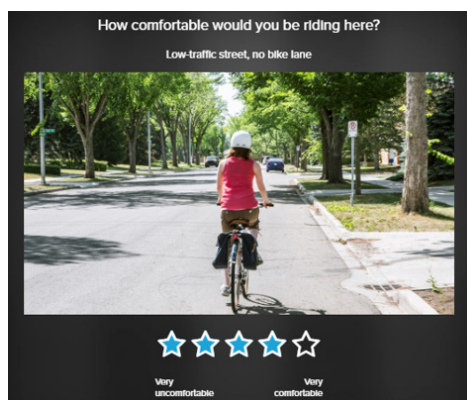 How comfortable would you be riding here?
Low-traffic street, no bike lane
Very
uncomfortable
Very
comfortable